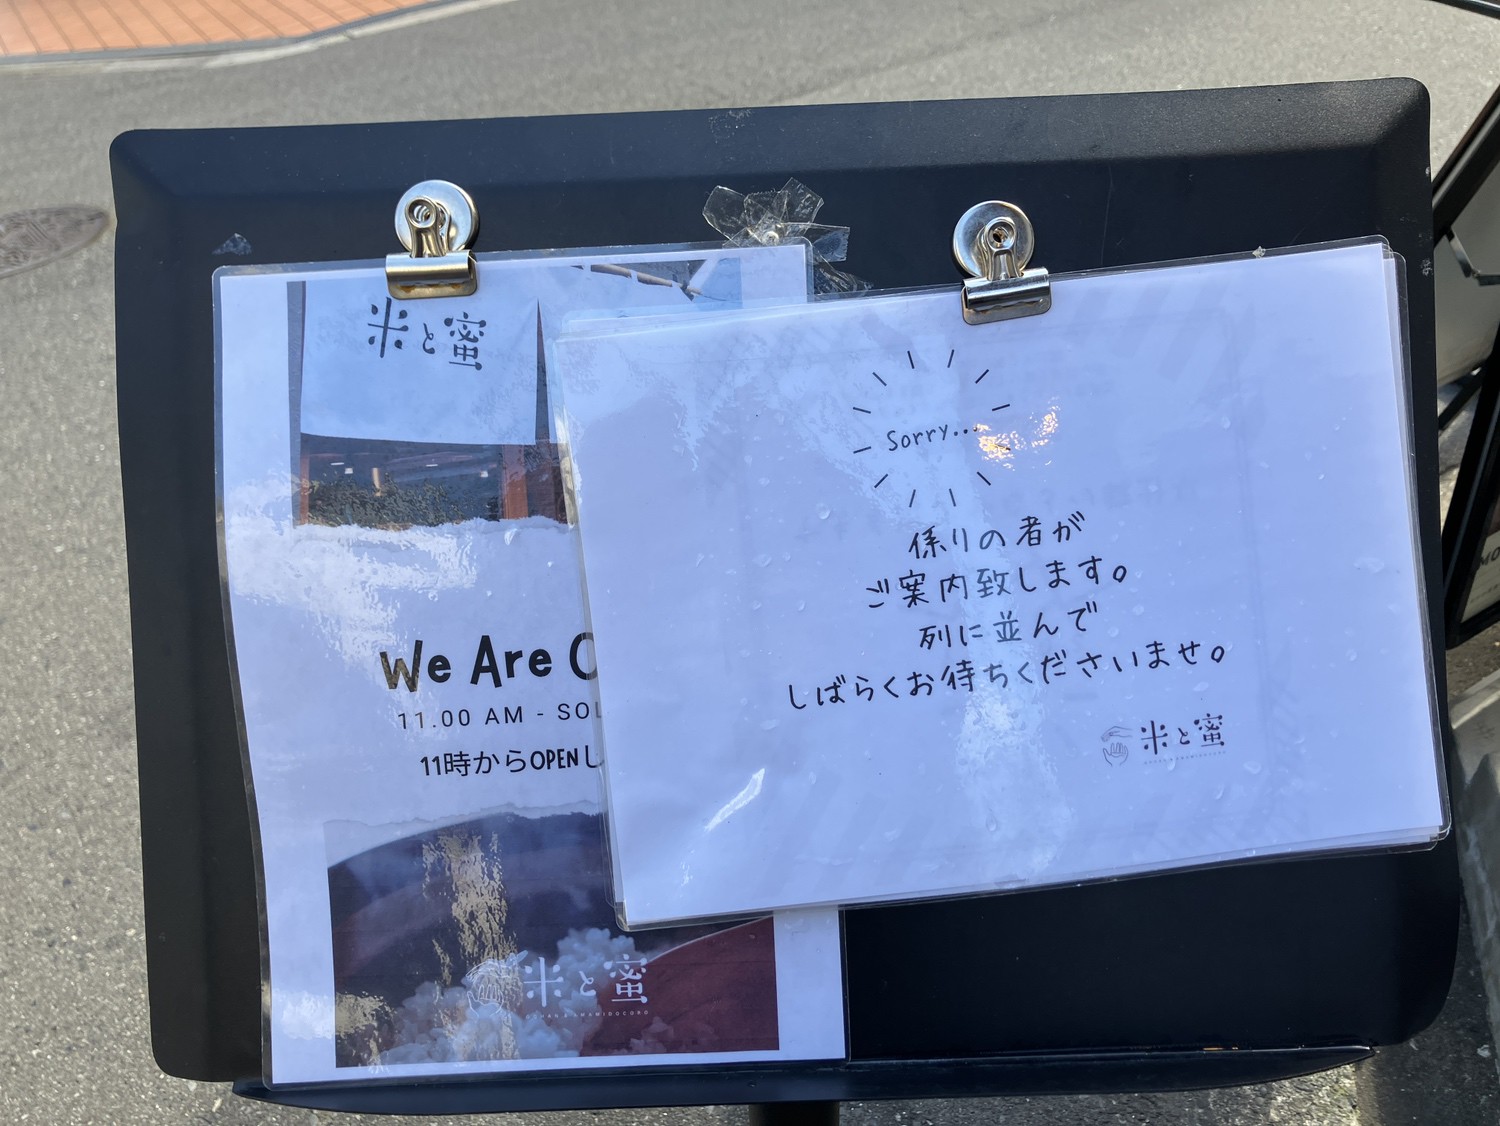 米と蜜
We Are
11.00 AM - SOL
11時からOPENし
米と蜜
Sorry...
係りの者が
ご案内致します。
列に並んで
しばらくお待ちくださいませ。
米と蜜